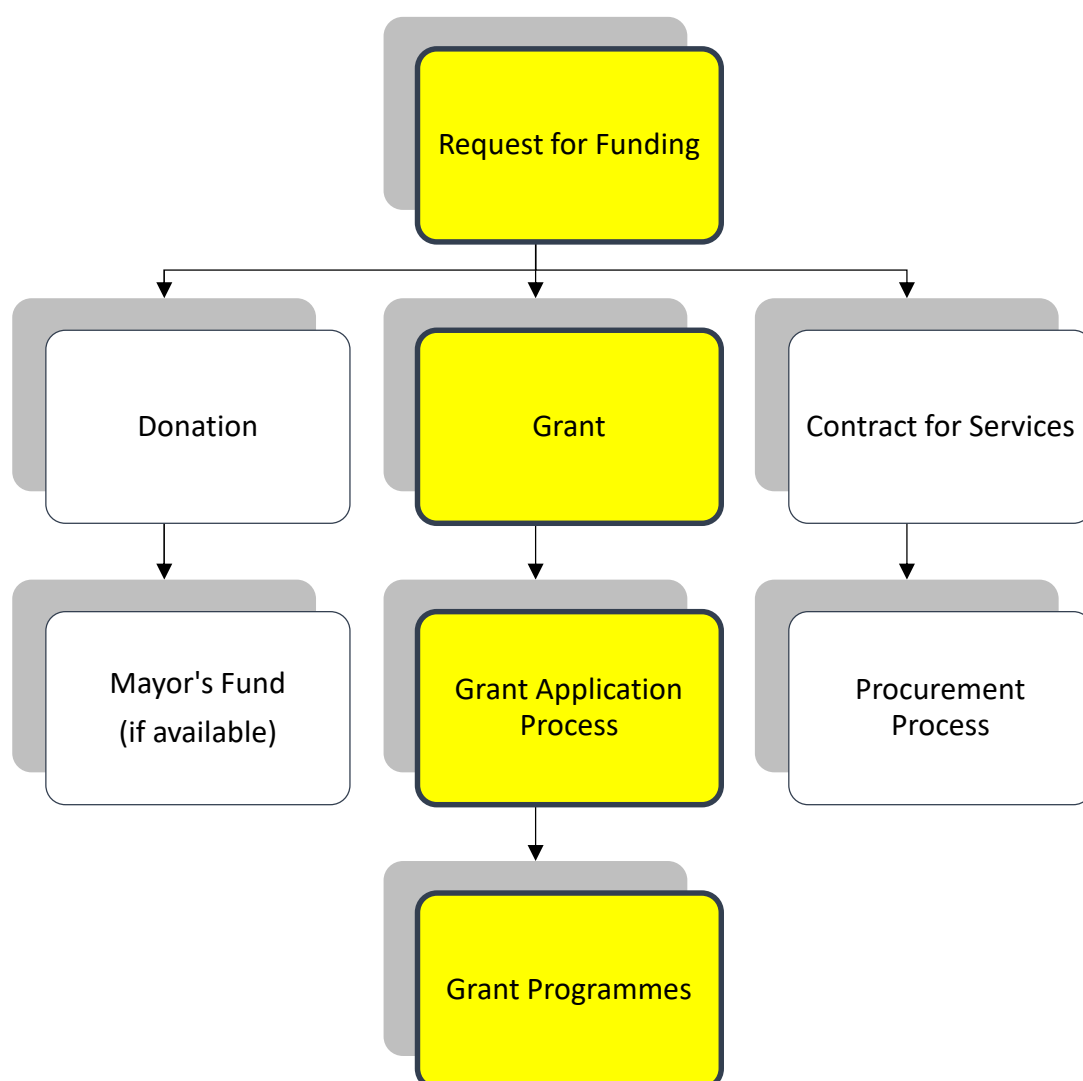 Request for Funding
Donation
Grant
Contract for Services
Mayor's Fund
(if available)
Grant Application
Process
Procurement
Process
Grant Programmes